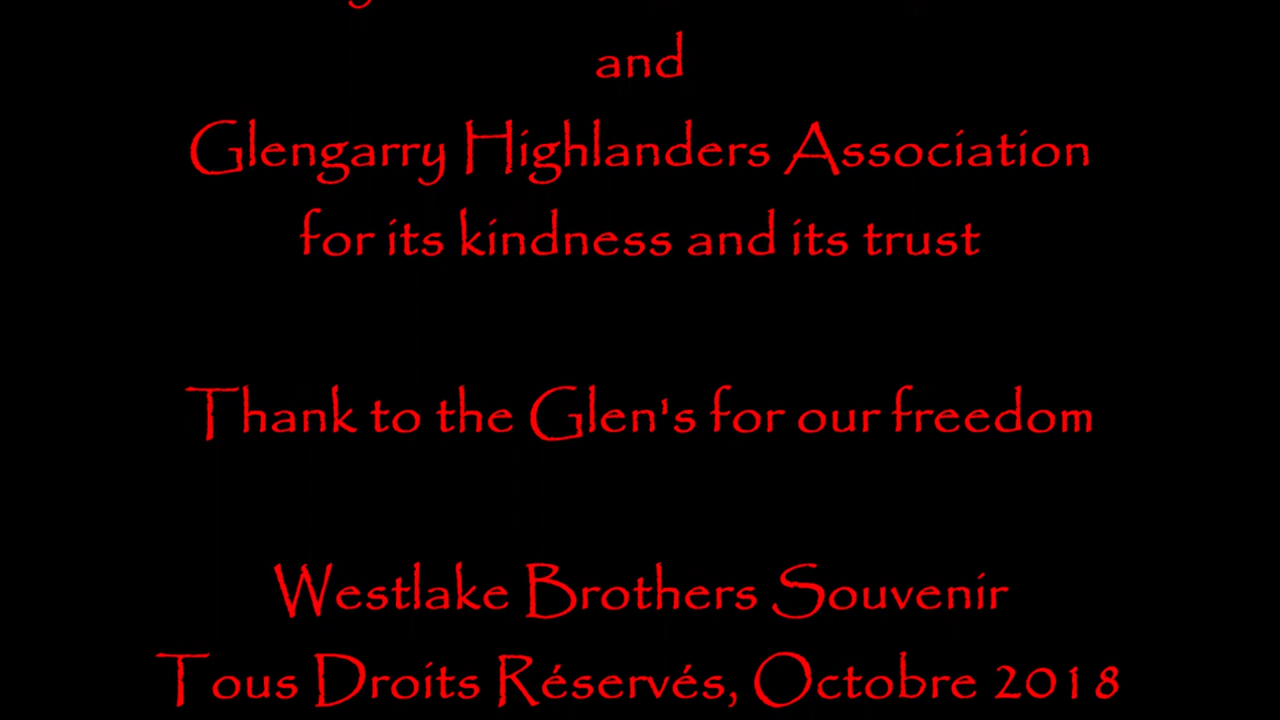 and
Glengarry Highlanders Association
for its kindness and its trust
Thank to the Glen's for our freedom
Westlake Brothers Souvenir
Tous Droits Réservés, Octobre 2018